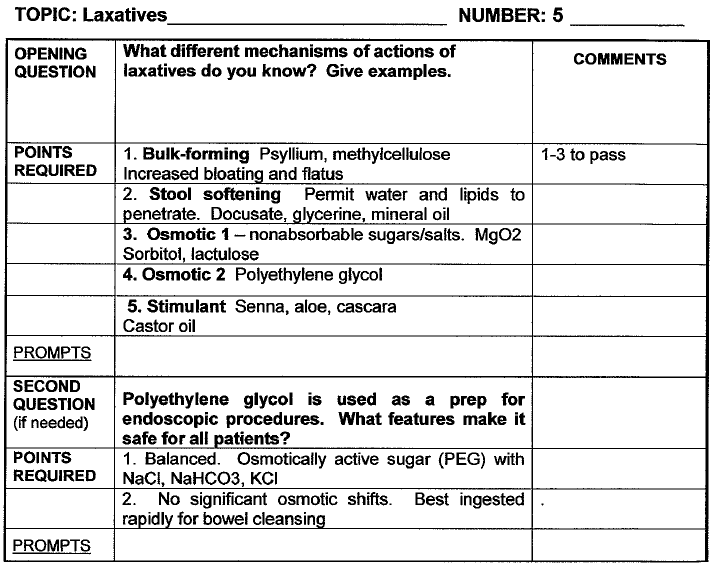 TOPIC: Laxatives NUMBER: 5
OPENING QUESTION
What different mechanisms of actions of
laxatives do you know? Give examples.
COMMENTS
POINTS REQUIRED
1. Bulk-forming Psyllium, methylcellulose
Increased bloating and flatus
1-3 to pass
2. Stool softening Permit water and lipids to
penetrate. Docusate, glycerine, mineral oil
3. Osmotic 1 – nonabsorbable sugars/salts. MgO2
Sorbitol, lactulose
4. Osmotic 2 Polyethylene glycol
5. Stimulant Senna, aloe, cascara
Castor oil
PROMPTS
SECOND QUESTION (if needed)
Polyethylene glycol is used as a prep for
endoscopic procedures. What features make it
safe for all patients?
POINTS REQUIRED
1. Balanced. Osmotically active sugar (PEG) with
NaCl, NaHCO3, KCl
2. No significant osmotic shifts. Best ingested
rapidly for bowel cleansing
.
PROMPTS